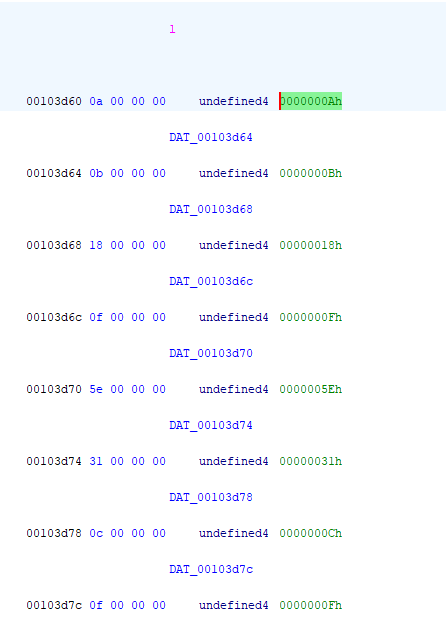 1
00103d60 0a 00 00 00 undefined4 0000000Ah
DAT_00103d64
00103d64 0b 00 00 00 undefined4 0000000Bh
DAT_00103d68
00103d68 18 00 00 00 undefined4 00000018h
DAT_00103d6c
00103d6c 0f 00 00 00 undefined4 0000000Fh
DAT_00103d70
00103d70 5e 00 00 00 undefined4 0000005Eh
DAT_00103d74
00103d74 31 00 00 00 undefined4 00000031h
DAT_00103d78
00103d78 0c 00 00 00 undefined4 0000000Ch
DAT_00103d7c
00103d7c 0f 00 00 00 undefined4 0000000Fh